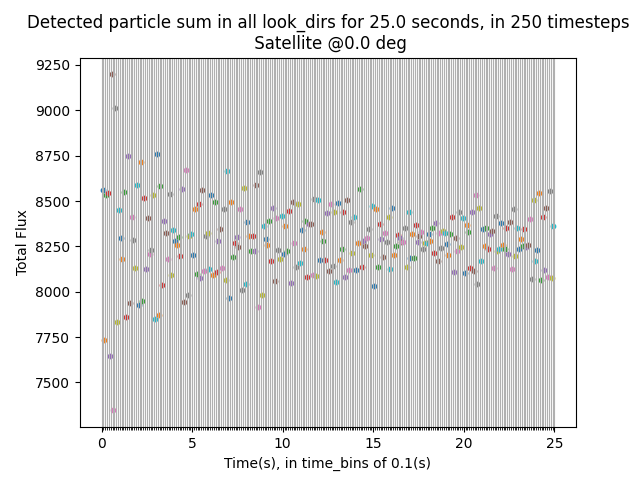 Detected particle sum in all look_dirs for 25.0 seconds, in 250 timesteps
Satellite @0.0 deg
9250
9000
8750
8500
8250
8000
7750
7500
Total Flux
0 5 10 15 20 25
Time(s), in time_bins of 0.1(s)